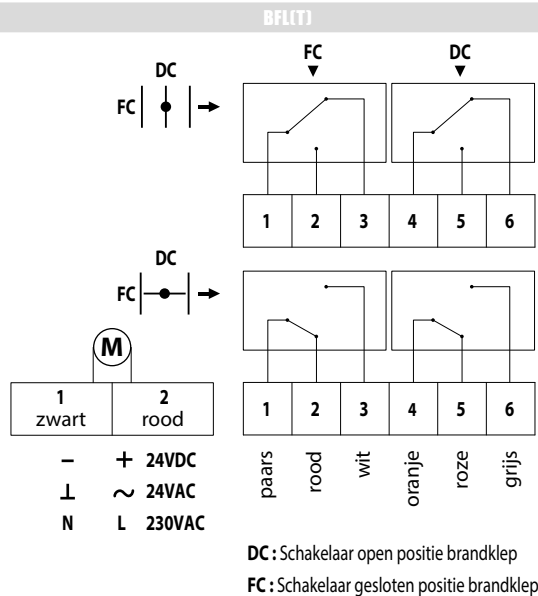 BFL(T)
FC DC
DC
FC
1 2 3 4 5 6
DC
FC
M
1 2
zwart rood
1 2 3 4 5 6
paars rood wit oranje roze grijs
– + 24VDC
⊥ ~ 24VAC
N L 230VAC
DC : Schakelaar open positie brandklep
FC : Schakelaar gesloten positie brandklep